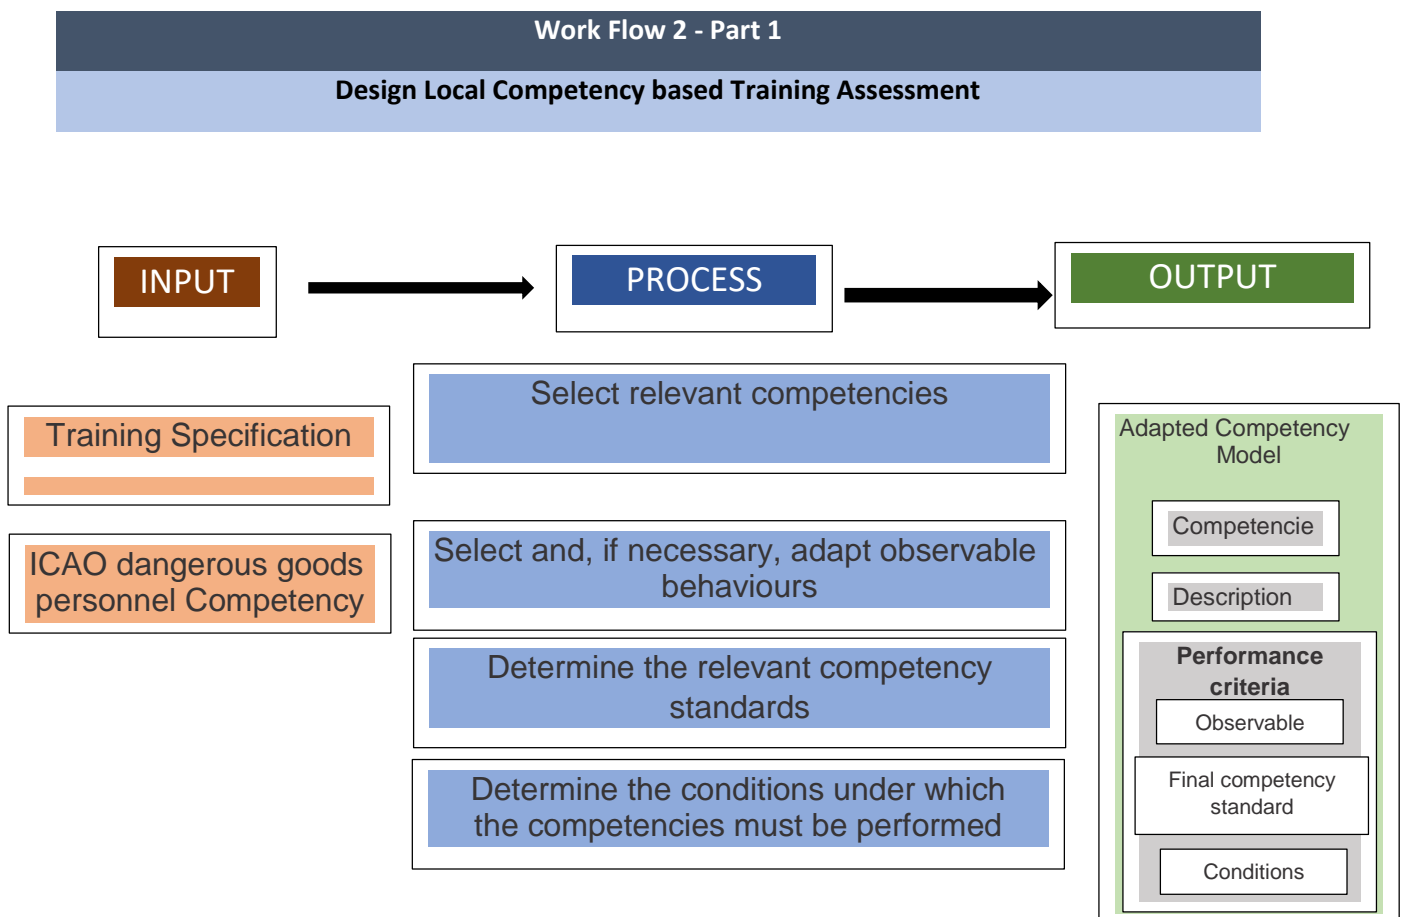 Work Flow 2 - Part 1
Design Local Competency based Training Assessment
INPUT
PROCESS
OUTPUT
Training Specification
ICAO dangerous goods
personnel Competency
Select relevant competencies
Select and, if necessary, adapt observable
behaviours
Determine the relevant competency
standards
Determine the conditions under which
the competencies must be performed
Adapted Competency
Model
Competencie
Description
Performance
criteria
Observable
Final competency
standard
Conditions